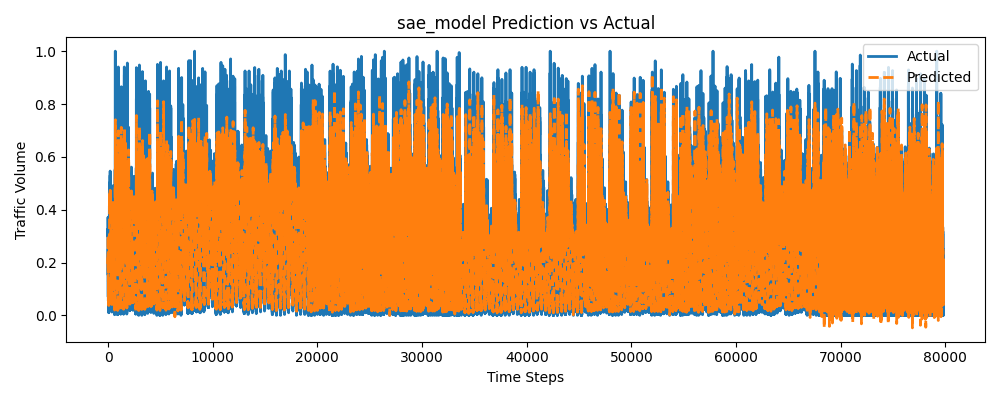 sae_model Prediction vs Actual
Actual
Predicted
Traffic Volume
1.0
0.8
0.6
0.4
0.2
0.0
0 10000 20000 30000 40000 50000 60000 70000 80000
Time Steps